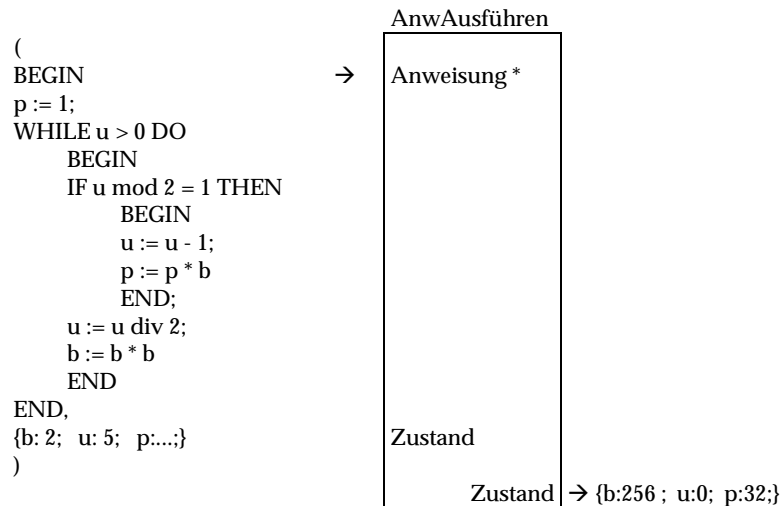 AnwAusführen
(
BEGIN → Anweisung *
p := 1;
WHILE u > 0 DO
BEGIN
IF u mod 2 = 1 THEN
BEGIN
u := u - 1;
p := p * b
END;
u := u div 2;
b := b * b
END
END,
{b: 2; u: 5; p:...;} Zustand
)
Zustand → {b:256 ; u:0; p:32;}